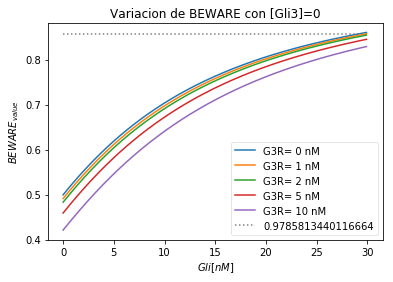 Variacion de BEWARE con [Gli3]=0
BEWARE_value
0.8
0.7
0.6
0.5
0.4
G3R= 0 nM
G3R= 1 nM
G3R= 2 nM
G3R= 5 nM
G3R= 10 nM
0.9785813440116664
0 5 10 15 20 25 30
Gli[nM]